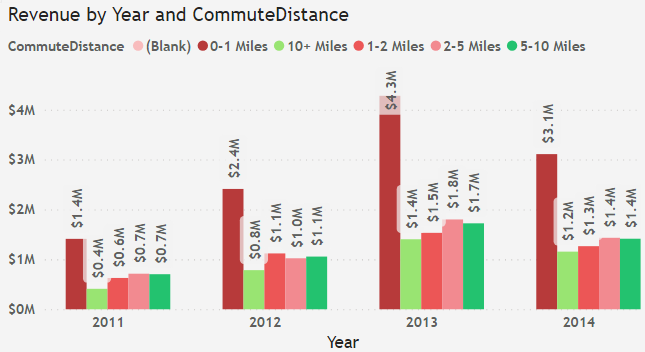 Revenue by Year and CommuteDistance
CommuteDistance (Blank) 0-1 Miles 10+ Miles 1-2 Miles 2-5 Miles 5-10 Miles
$4M
$3M
$2M
$1M
$0M
$1.4M
$0.4M
$0.6M
$0.7M
$0.7M
$2.4M
$0.8M
$1.1M
$1.0M
$1.1M
$4.3M
$1.4M
$1.5M
$1.8M
$1.7M
$3.1M
$1.2M
$1.3M
$1.4M
$1.4M
2011 2012 2013 2014
Year